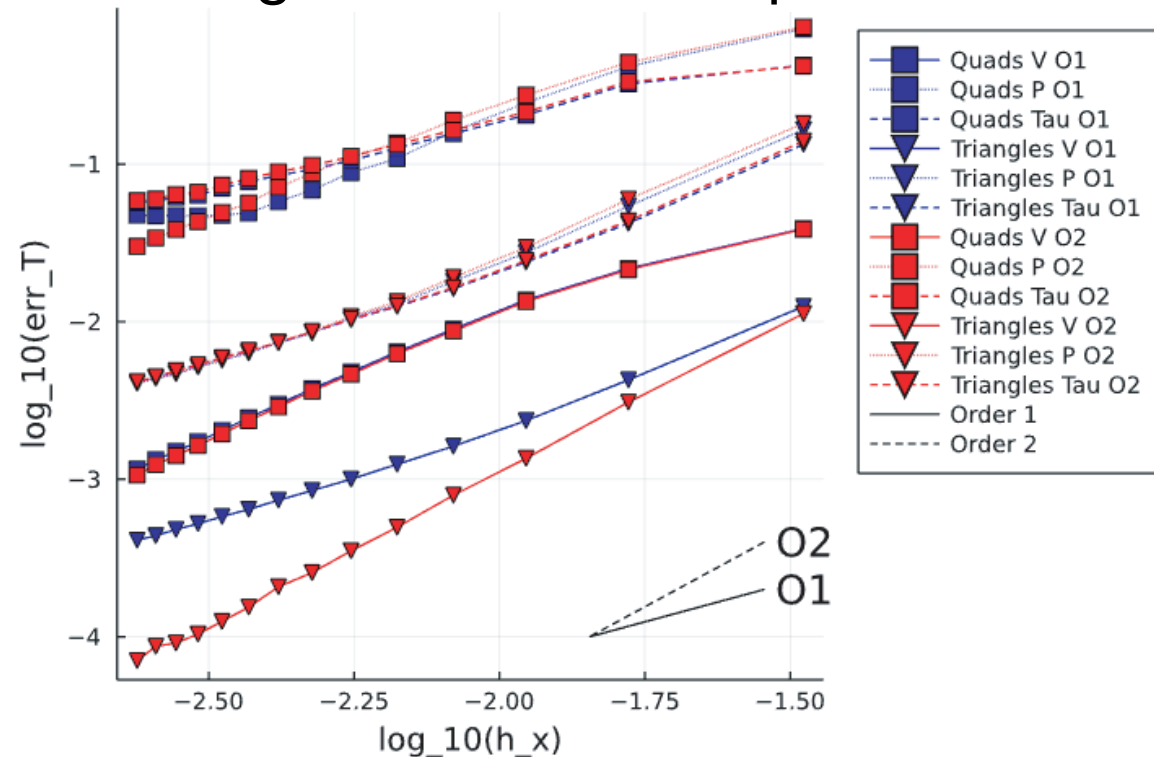 −1
−2
−3
−4
log_10(err_T)
−2.50
−2.25
−2.00
−1.75
−1.50
log_10(h_x)
O2
O1
Quads V O1
Quads P O1
Quads Tau O1
Triangles V O1
Triangles P O1
Triangles Tau O1
Quads V O2
Quads P O2
Quads Tau O2
Triangles V O2
Triangles P O2
Triangles Tau O2
Order 1
Order 2